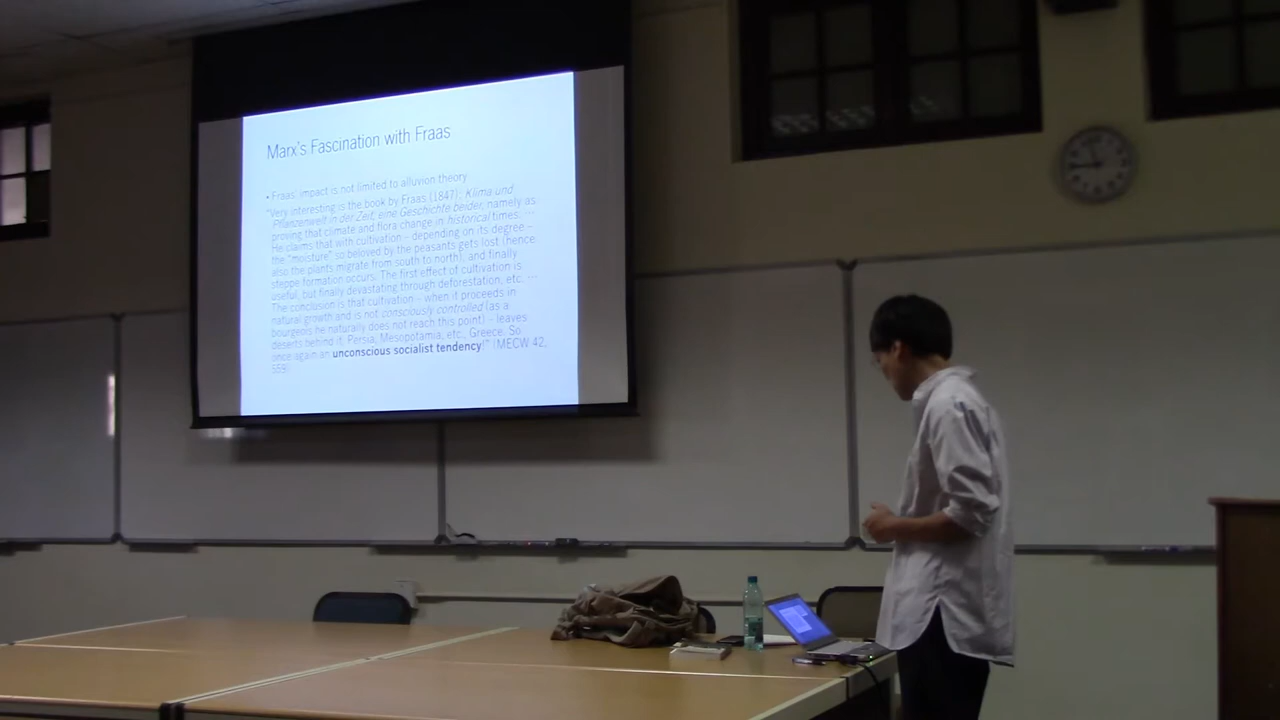 Marx's Fascination with Fraas
• Fraas' impact is not limited to alluvion theory
"Very interesting is the book by Fraas (1847): Klima und
Pflanzenwelt in der Zeit, eine Geschichte beider, namely as
proving that climate and flora change in historical times. ···
He claims that with cultivation – depending on its degree –
the "moisture" so beloved by the peasants gets lost (hence
also the plants migrate from south to north), and finally
steppe formation occurs. The first effect of cultivation is
useful, but finally devastating through deforestation, etc. ···
The conclusion is that cultivation – when it proceeds in
natural growth and is not consciously controlled (as a
bourgeois he naturally does not reach this point) – leaves
deserts behind it, Persia, Mesopotamia, etc., Greece. So
once again an unconscious socialist tendency!" (MECW 42,
559)